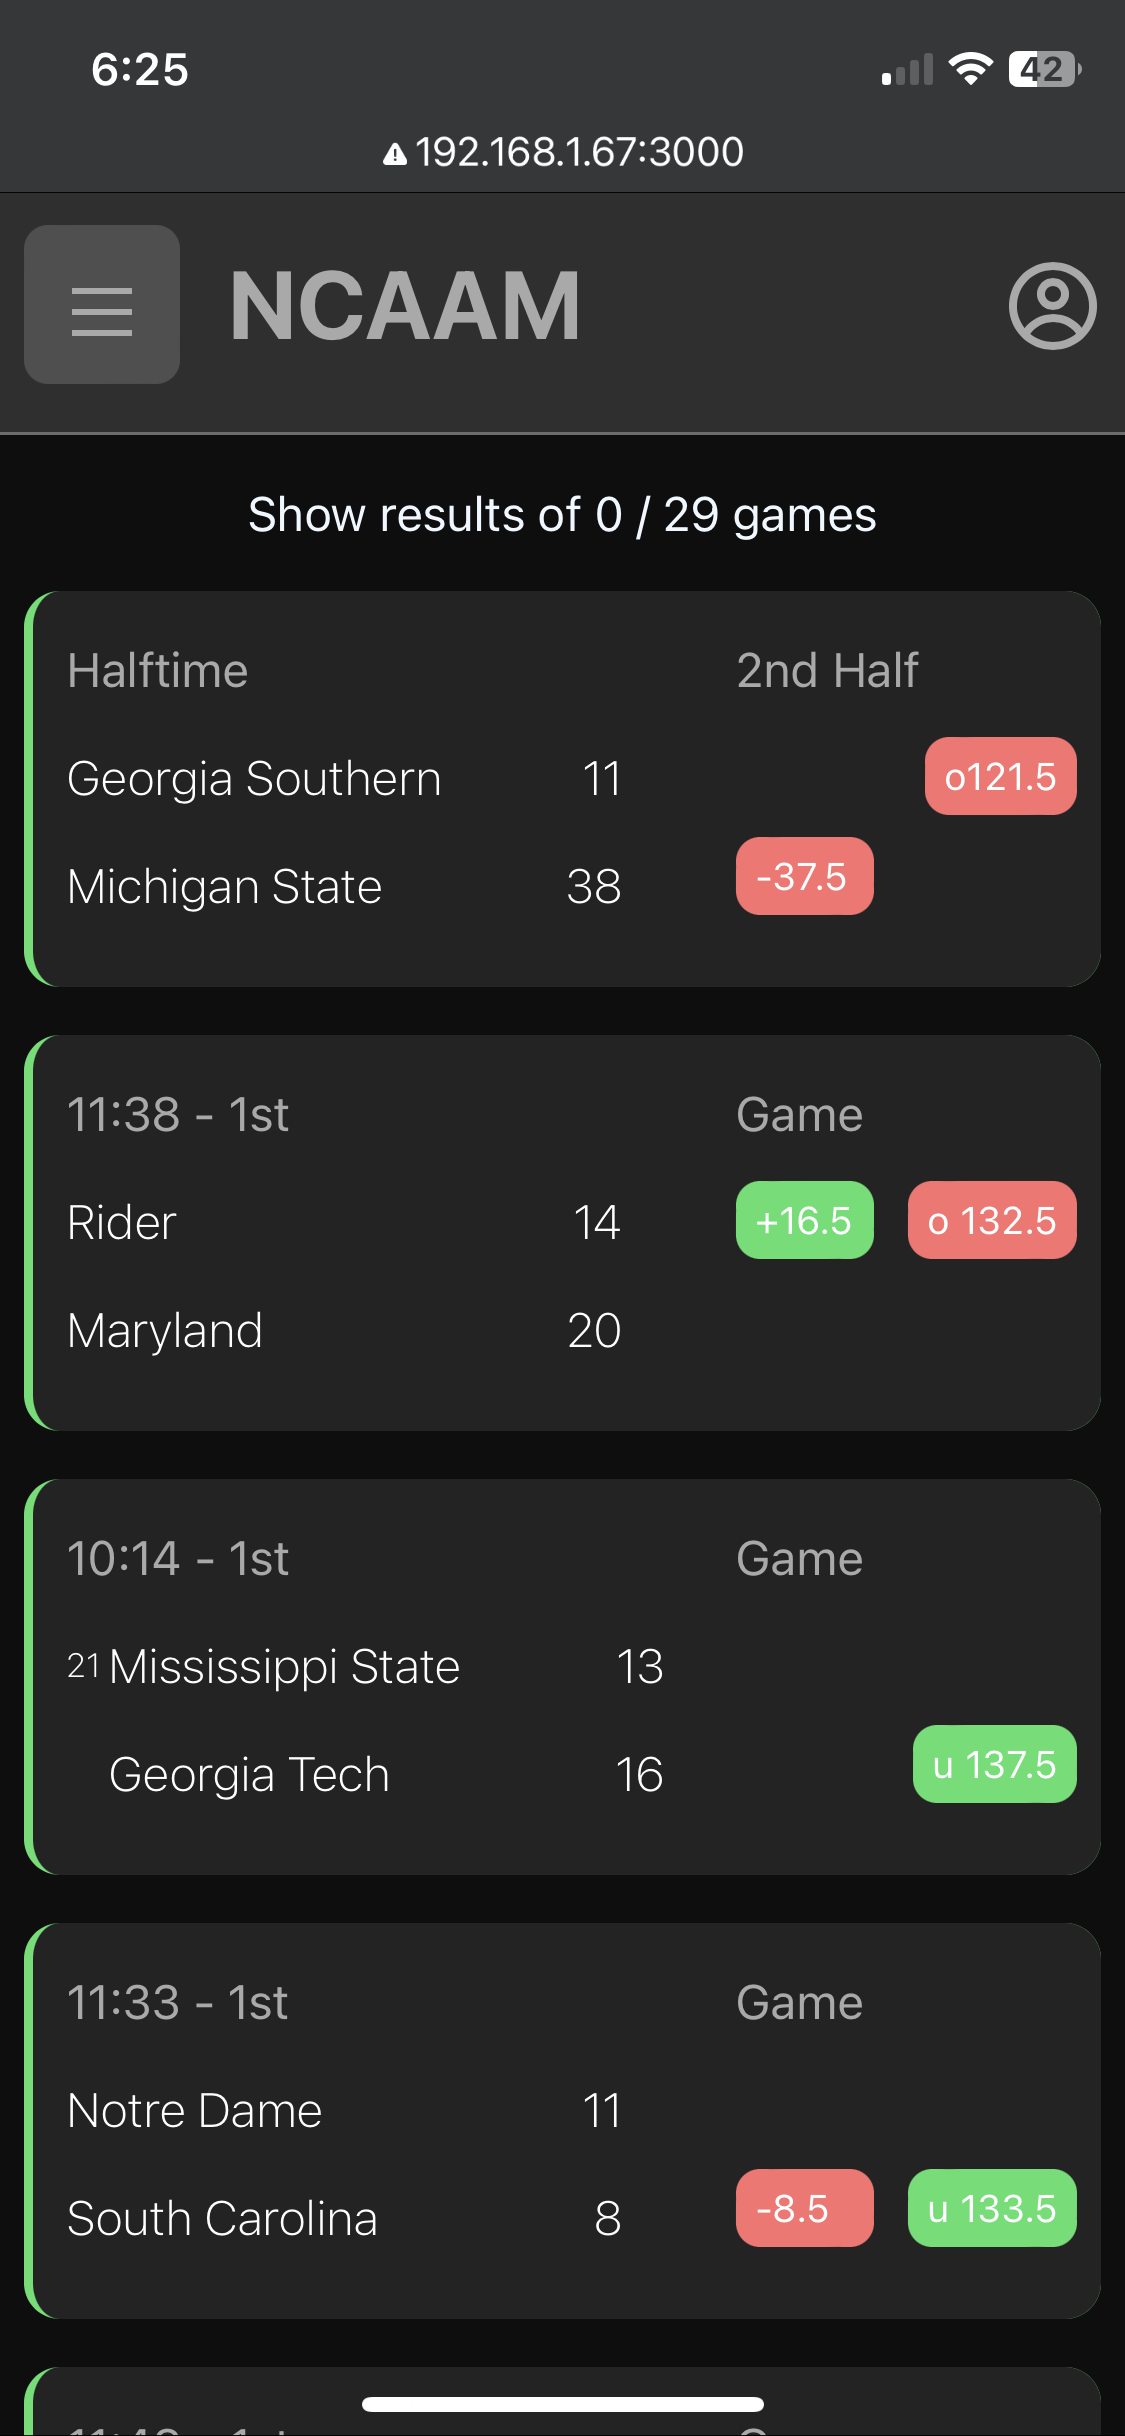 6:25 42
192.168.1.67:3000
NCAAM
Show results of 0 / 29 games
Halftime 2nd Half
Georgia Southern 11 o121.5
Michigan State 38 -37.5
11:38 - 1st Game
Rider 14 +16.5 o 132.5
Maryland 20
10:14 - 1st Game
21 Mississippi State 13
Georgia Tech 16 u 137.5
11:33 - 1st Game
Notre Dame 11
South Carolina 8 -8.5 u 133.5